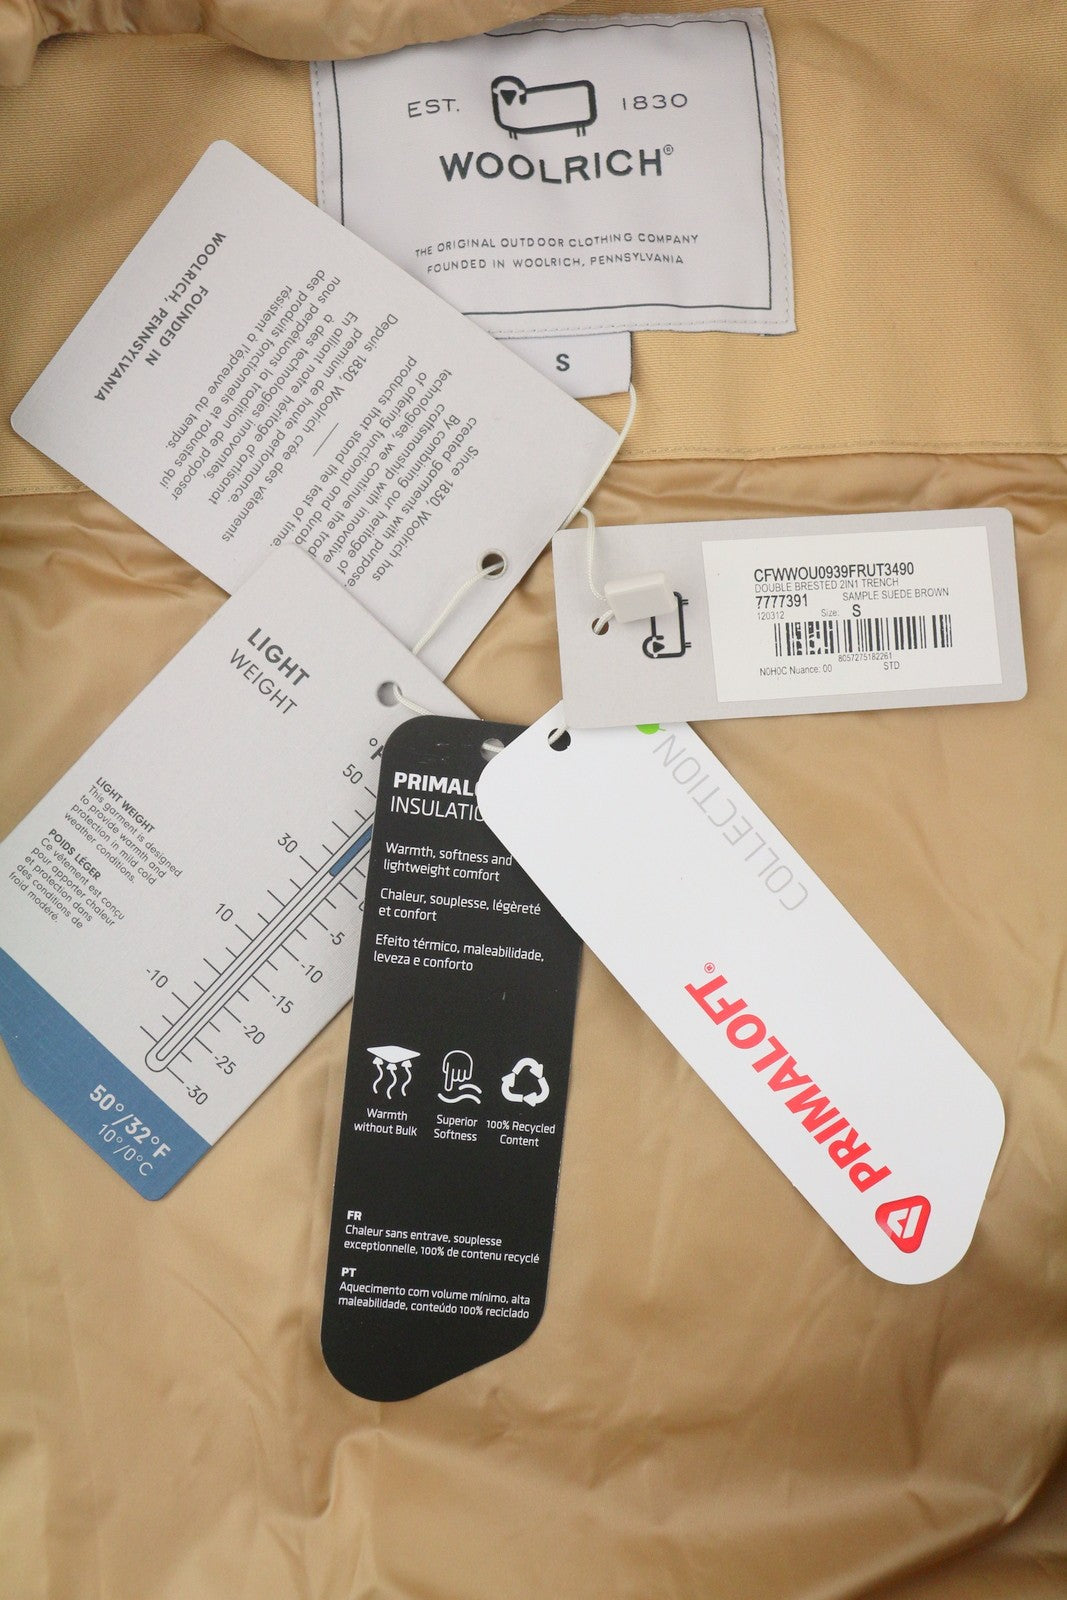 EST. 1830
WOOLRICH®
THE ORIGINAL OUTDOOR CLOTHING COMPANY
FOUNDED IN WOOLRICH, PENNSYLVANIA
S
FOUNDED IN
WOOLRICH, PENNSYLVANIA
Since 1830, Woolrich has
created garments with purpose.
By combining our heritage of
craftsmanship with innovative
technologies, we continue the trad
of offering functional and durab
products that stand the test of time.
Depuis 1830, Woolrich crée des vêtements
premium de haute performance.
En alliant notre héritage d'artisanat
à des technologies innovantes,
nous perpétuons la tradition de proposer
des produits fonctionnels et robustes qui
résistent à l'épreuve du temps.
CFWWOU0939FRUT3490
DOUBLE BRESTED 2IN1 TRENCH
7777391 SAMPLE SUEDE BROWN
120312 Size: S
8057275182261
N0H0C Nuance: 00 STD
LIGHT
WEIGHT
LIGHT WEIGHT
This garment is designed
to provide warmth and
protection in mild cold
weather conditions.
POIDS LÉGER
Ce vêtement est conçu
pour apporter chaleur
et protection dans
des conditions de
froid modéré.
50
30
10
-10
-5
-10
-15
-20
-25
-30
50°/32°F
10°/0°C
PRIMAL
INSULATIO
Warmth, softness and
lightweight comfort
Chaleur, souplesse, légèreté
et confort
Efeito térmico, maleabilidade,
leveza e conforto
Warmth
without Bulk
Superior
Softness
100% Recycled
Content
FR
Chaleur sans entrave, souplesse
exceptionnelle, 100% de contenu recyclé
PT
Aquecimento com volume mínimo, alta
maleabilidade, conteúdo 100% reciclado
COLLECTION
PRIMALOFT®